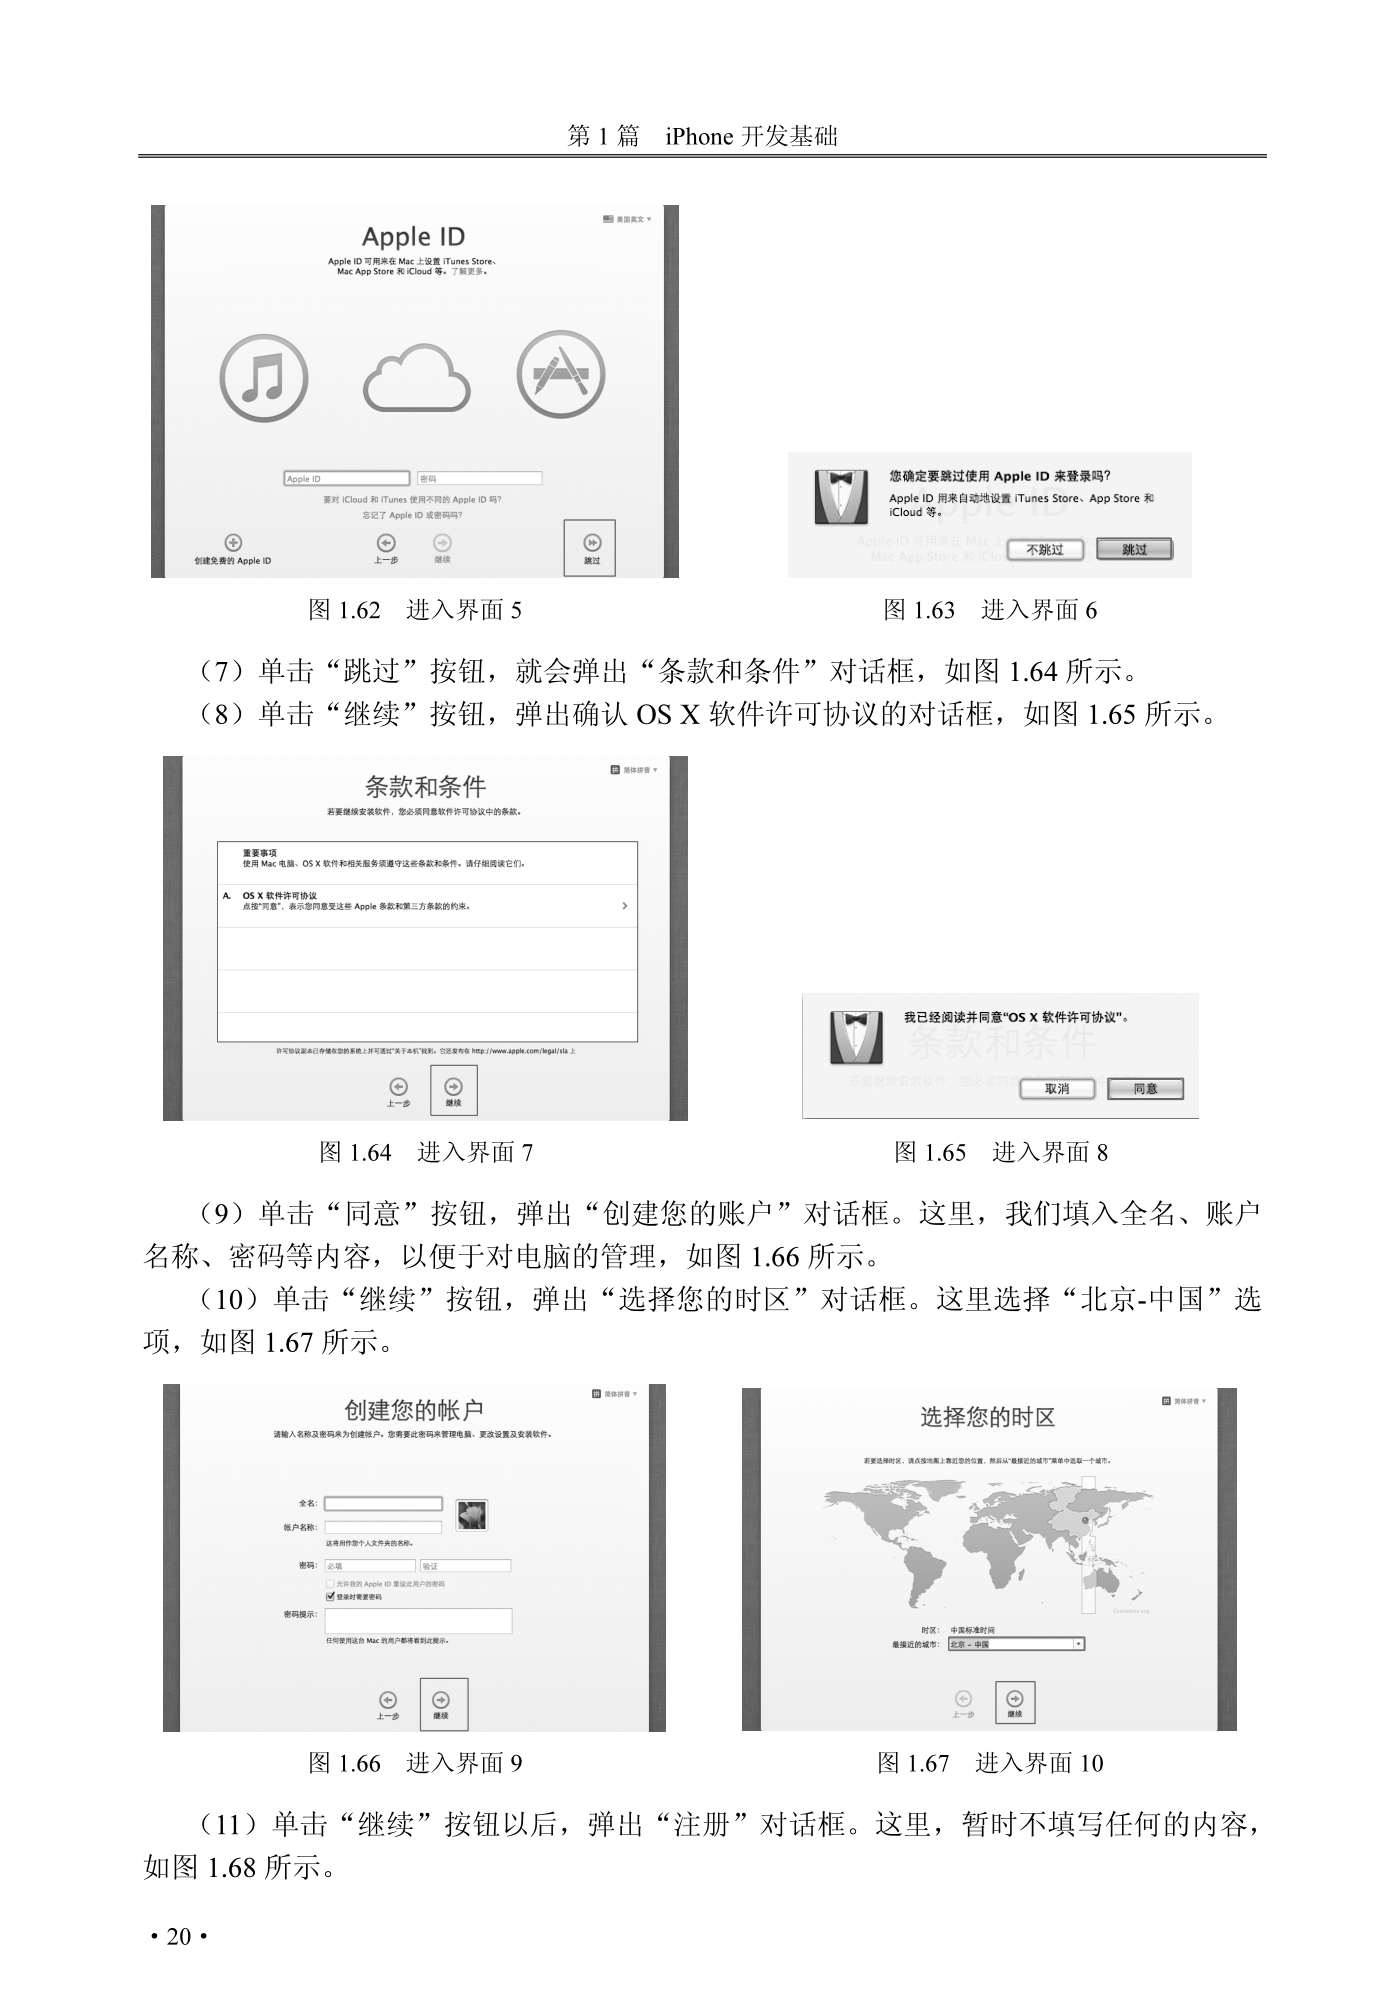 第 1 篇　iPhone 开发基础
美国英文
Apple ID
Apple ID 可用来在 Mac 上设置 iTunes Store、
Mac App Store 和 iCloud 等。了解更多。
Apple ID
密码
要对 iCloud 和 iTunes 使用不同的 Apple ID 吗？
忘记了 Apple ID 或密码吗？
创建免费的 Apple ID
上一步
继续
跳过
您确定要跳过使用 Apple ID 来登录吗？
Apple ID 用来自动地设置 iTunes Store、App Store 和
iCloud 等。
不跳过
跳过
图 1.62　进入界面 5
图 1.63　进入界面 6
（7）单击“跳过”按钮，就会弹出“条款和条件”对话框，如图 1.64 所示。
（8）单击“继续”按钮，弹出确认 OS X 软件许可协议的对话框，如图 1.65 所示。
简体拼音
条款和条件
若要继续安装软件，您必须同意软件许可协议中的条款。
重要事项
使用 Mac 电脑、OS X 软件和相关服务须遵守这些条款和条件。请仔细阅读它们。
A. OS X 软件许可协议
点按“同意”，表示您同意受这些 Apple 条款和第三方条款的约束。
许可协议副本已存储在您的系统上并可通过“关于本机”找到。它还发布在 http://www.apple.com/legal/sla 上
上一步
继续
我已经阅读并同意“OS X 软件许可协议”。
条款和条件
取消
同意
图 1.64　进入界面 7
图 1.65　进入界面 8
（9）单击“同意”按钮，弹出“创建您的账户”对话框。这里，我们填入全名、账户
名称、密码等内容，以便于对电脑的管理，如图 1.66 所示。
（10）单击“继续”按钮，弹出“选择您的时区”对话框。这里选择“北京-中国”选
项，如图 1.67 所示。
简体拼音
创建您的帐户
请输入名称及密码来为创建帐户。您需要此密码来管理电脑、更改设置及安装软件。
全名：
帐户名称：
这将用作您个人文件夹的名称。
密码：
必填
验证
允许我的 Apple ID 重设此用户的密码
登录时需要密码
密码提示：
任何使用这台 Mac 的用户都将看到此提示。
上一步
继续
简体拼音
选择您的时区
若要选择时区，请点按地图上靠近您的位置，然后从“最接近的城市”菜单中选取一个城市。
时区： 中国标准时间
最接近的城市： 北京 - 中国
上一步
继续
图 1.66　进入界面 9
图 1.67　进入界面 10
（11）单击“继续”按钮以后，弹出“注册”对话框。这里，暂时不填写任何的内容，
如图 1.68 所示。
·20·